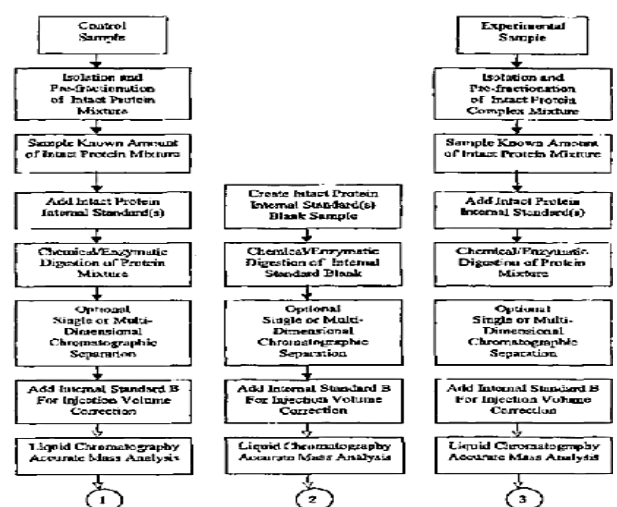 Control
Sample
Isolation and
Pre-fractionation
of Intact Protein
Mixture
Sample Known Amount
of Intact Protein Mixture
Add Intact Protein
Internal Standard(s)
Chemical/Enzymatic
Digestion of Protein
Mixture
Optional
Single or Multi-
Dimensional
Chromatographic
Separation
Add Internal Standard B
For Injection Volume
Correction
Liquid Chromatography
Accurate Mass Analysis
1
Create Intact Protein
Internal Standard(s)
Blank Sample
Chemical/Enzymatic
Digestion of Internal
Standard Blank
Optional
Single or Multi-
Dimensional
Chromatographic
Separation
Add Internal Standard B
For Injection Volume
Correction
Liquid Chromatography
Accurate Mass Analysis
2
Experimental
Sample
Isolation and
Pre-fractionation
of Intact Protein
Complex Mixture
Sample Known Amount
of Intact Protein Mixture
Add Intact Protein
Internal Standard(s)
Chemical/Enzymatic
Digestion of Protein
Mixture
Optional
Single or Multi-
Dimensional
Chromatographic
Separation
Add Internal Standard B
For Injection Volume
Correction
Liquid Chromatography
Accurate Mass Analysis
3